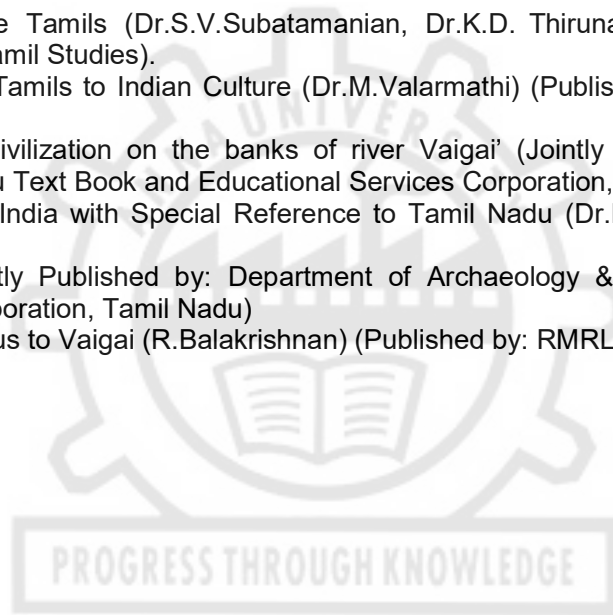 e Tamils (Dr.S.V.Subatamanian, Dr.K.D. Thiruna
amil Studies).
Tamils to Indian Culture (Dr.M.Valarmathi) (Publis
ivilization on the banks of river Vaigai’ (Jointly
u Text Book and Educational Services Corporation,
India with Special Reference to Tamil Nadu (Dr.
tly Published by: Department of Archaeology &
poration, Tamil Nadu)
us to Vaigai (R.Balakrishnan) (Published by: RMRL
UNIVER
PROGRESS THROUGH KNOWLEDGE